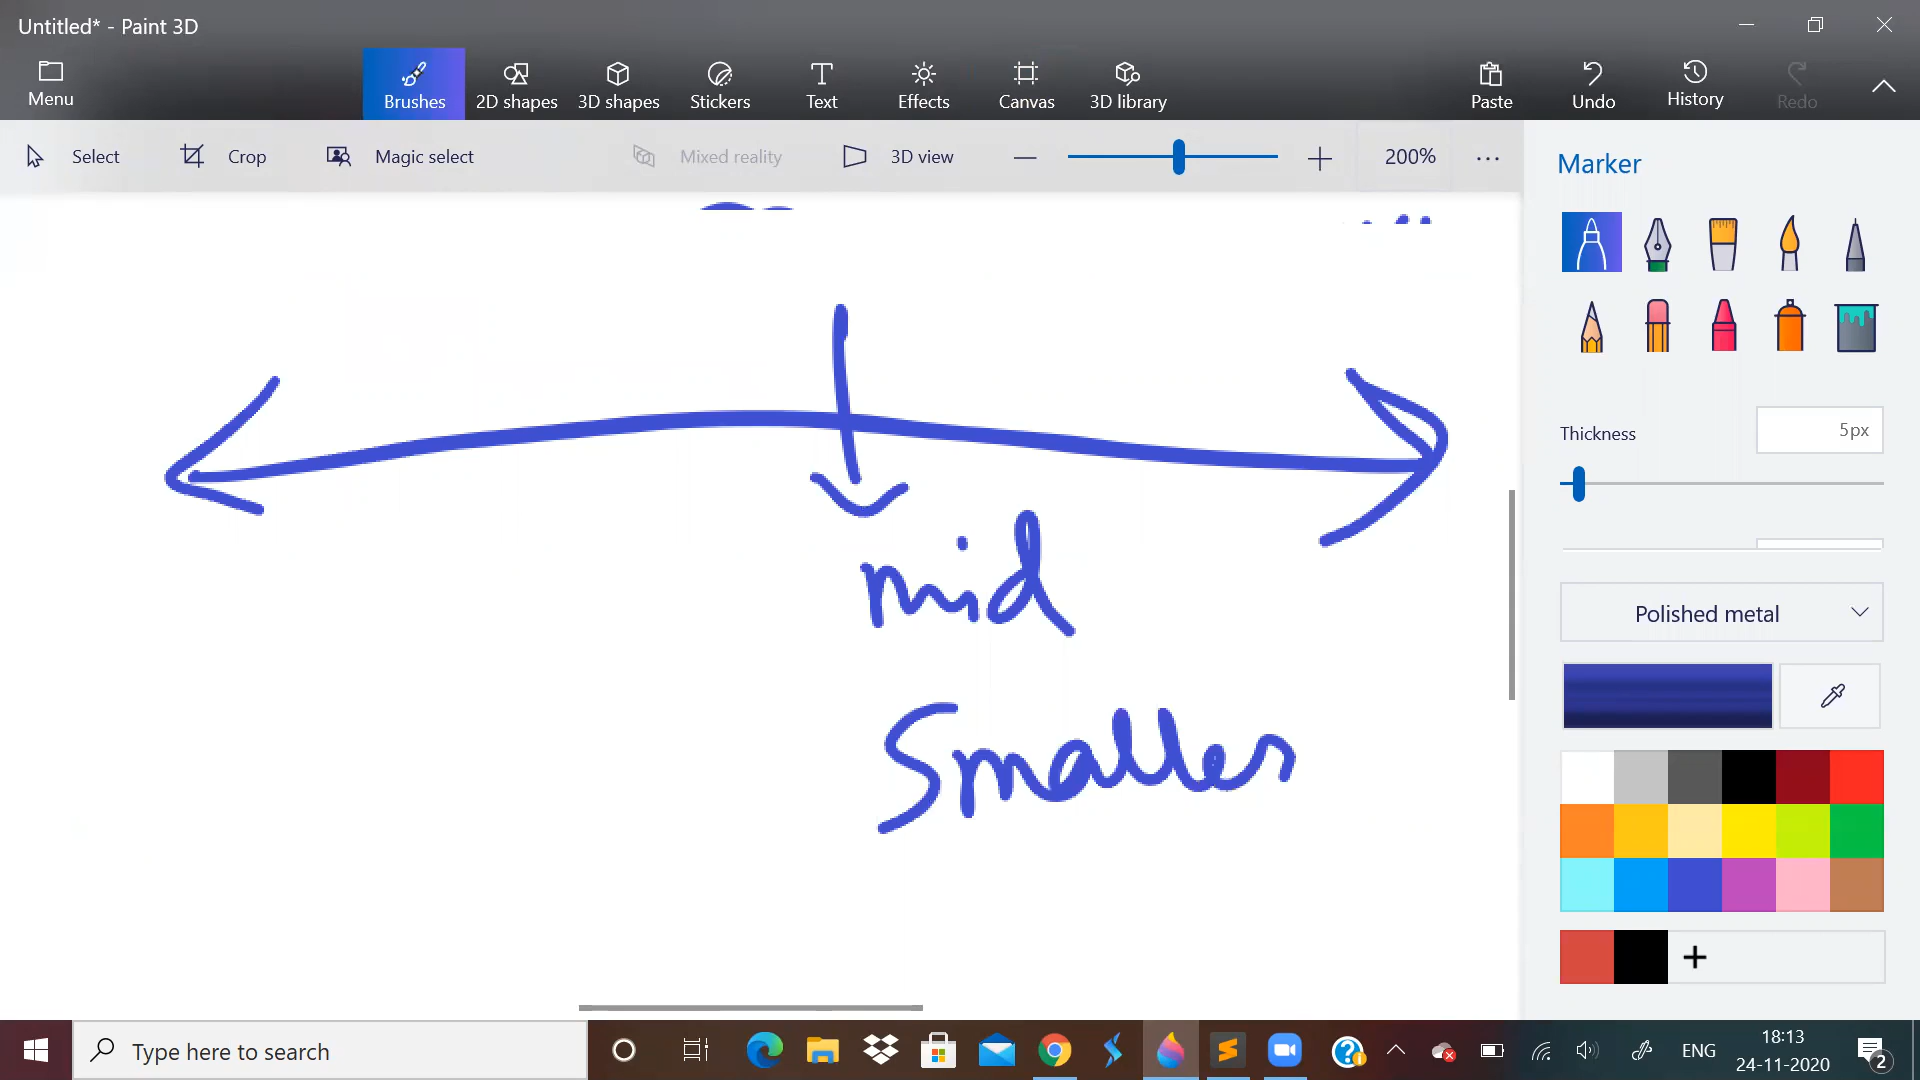 Untitled* - Paint 3D
Menu
Brushes 2D shapes 3D shapes Stickers Text Effects Canvas 3D library Paste Undo History Redo
Select Crop Magic select Mixed reality 3D view 200%
Marker
Thickness 5px
Polished metal
mid
Smaller
Type here to search
ENG
18:13
24-11-2020
2